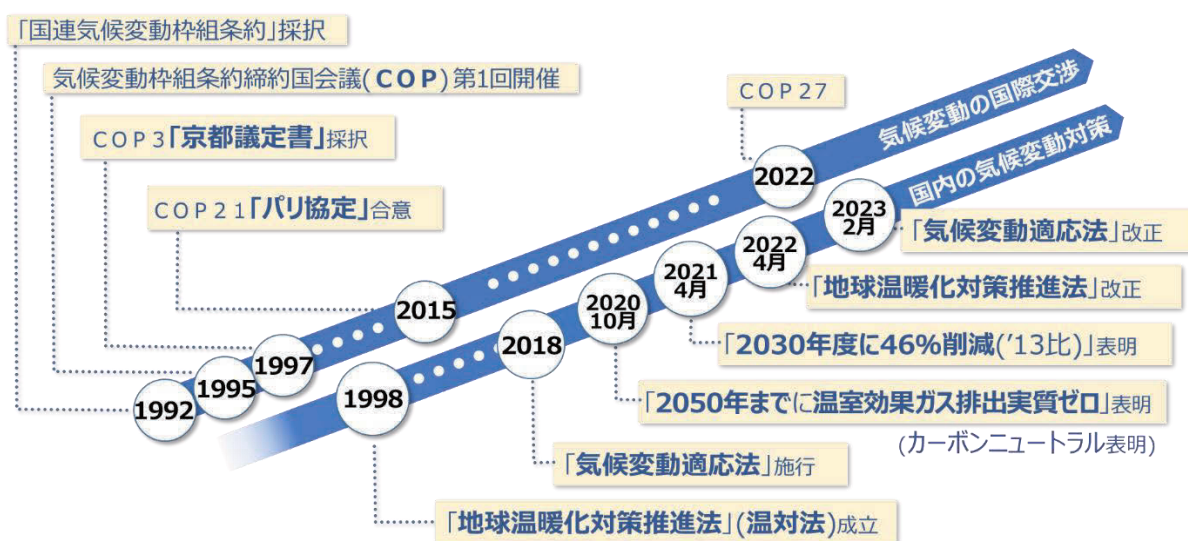 「国連気候変動枠組条約」採択
気候変動枠組条約締約国会議(COP)第1回開催
COP3「京都議定書」採択
COP21「パリ協定」合意
COP27
気候変動の国際交渉
国内の気候変動対策
1992
1995
1997
2015
2022
1998
2018
2020
10月
2021
4月
2022
4月
2023
2月
「気候変動適応法」改正
「地球温暖化対策推進法」改正
「2030年度に46%削減('13比)」表明
「2050年までに温室効果ガス排出実質ゼロ」表明
(カーボンニュートラル表明)
「気候変動適応法」施行
「地球温暖化対策推進法」(温対法)成立